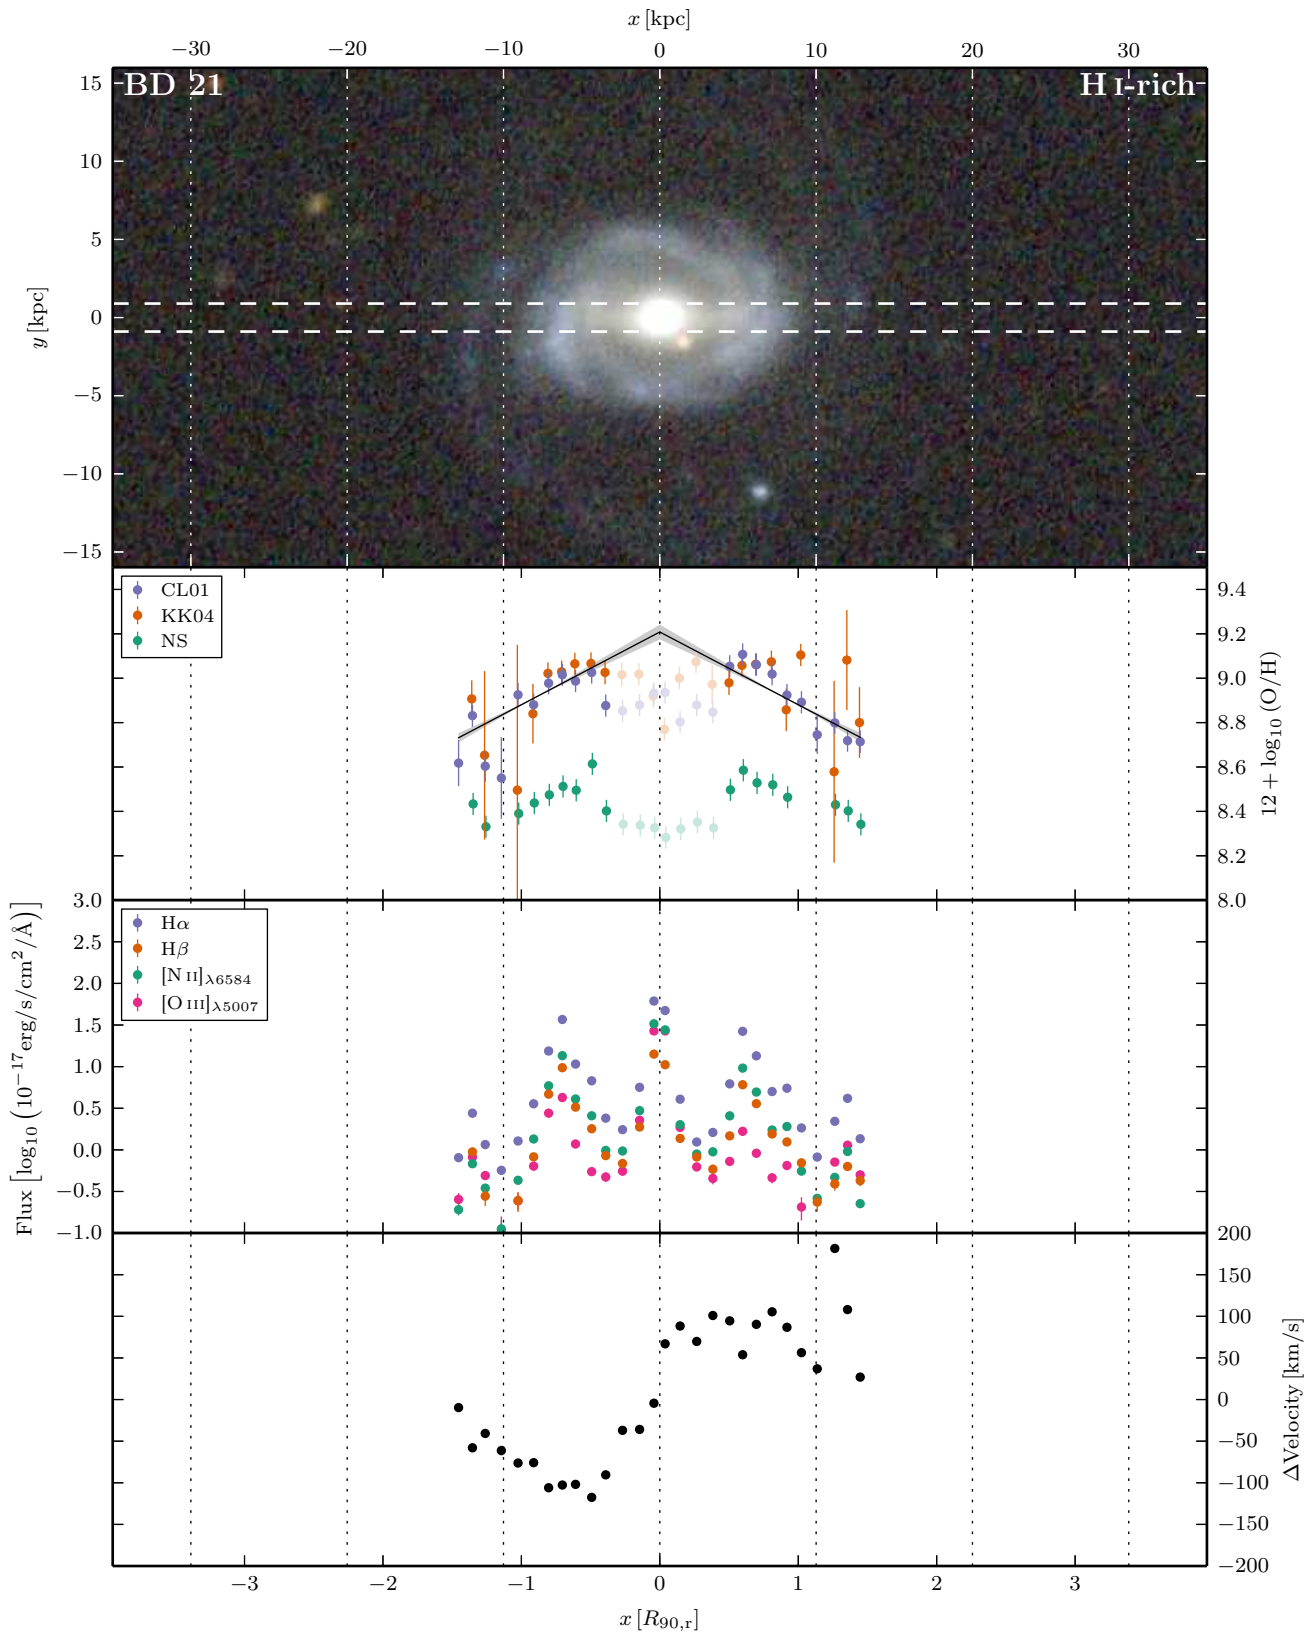 x [kpc]
−30 −20 −10 0 10 20 30
BD 21
H I-rich
15
10
5
0
−5
−10
−15
y [kpc]
CL01
KK04
NS
9.4
9.2
9.0
8.8
8.6
8.4
8.2
8.0
12 + log10 (O/H)
Hα
Hβ
[N II]λ6584
[O III]λ5007
3.0
2.5
2.0
1.5
1.0
0.5
0.0
−0.5
−1.0
Flux [log10 (10−17erg/s/cm2/Å)]
200
150
100
50
0
−50
−100
−150
−200
ΔVelocity [km/s]
−3 −2 −1 0 1 2 3
x [R90,r]